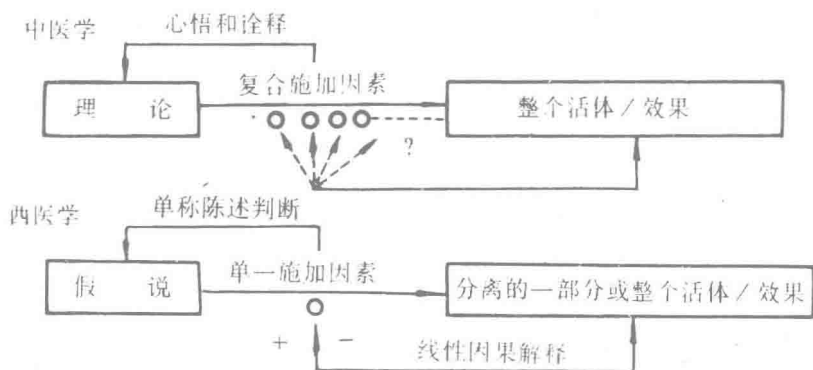 中医学
心悟和诠释
复合施加因素
理 论
整个活体/效果
?
西医学
单称陈述判断
单一施加因素
假 说
分离的一部分或整个活体/效果
+ −
线性因果解释